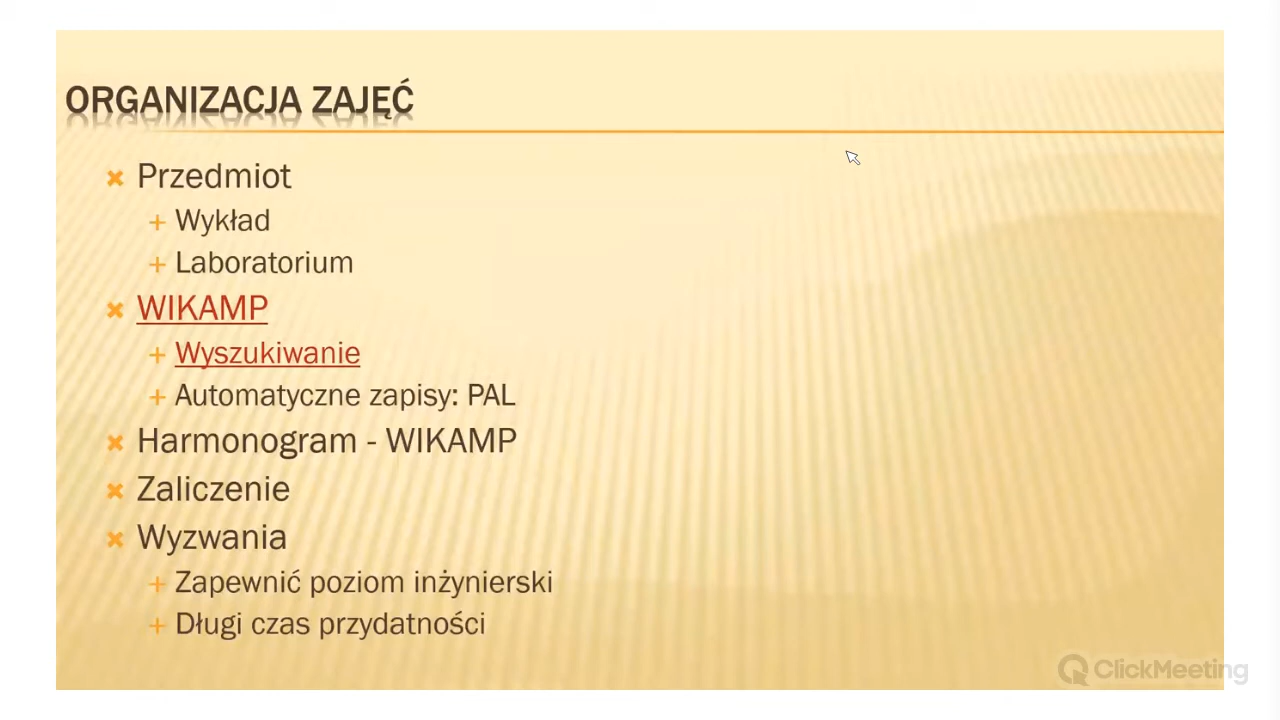 ORGANIZACJA ZAJĘĆ
Przedmiot
Wykład
Laboratorium
WIKAMP
Wyszukiwanie
Automatyczne zapisy: PAL
Harmonogram - WIKAMP
Zaliczenie
Wyzwania
Zapewnić poziom inżynierski
Długi czas przydatności
ClickMeeting